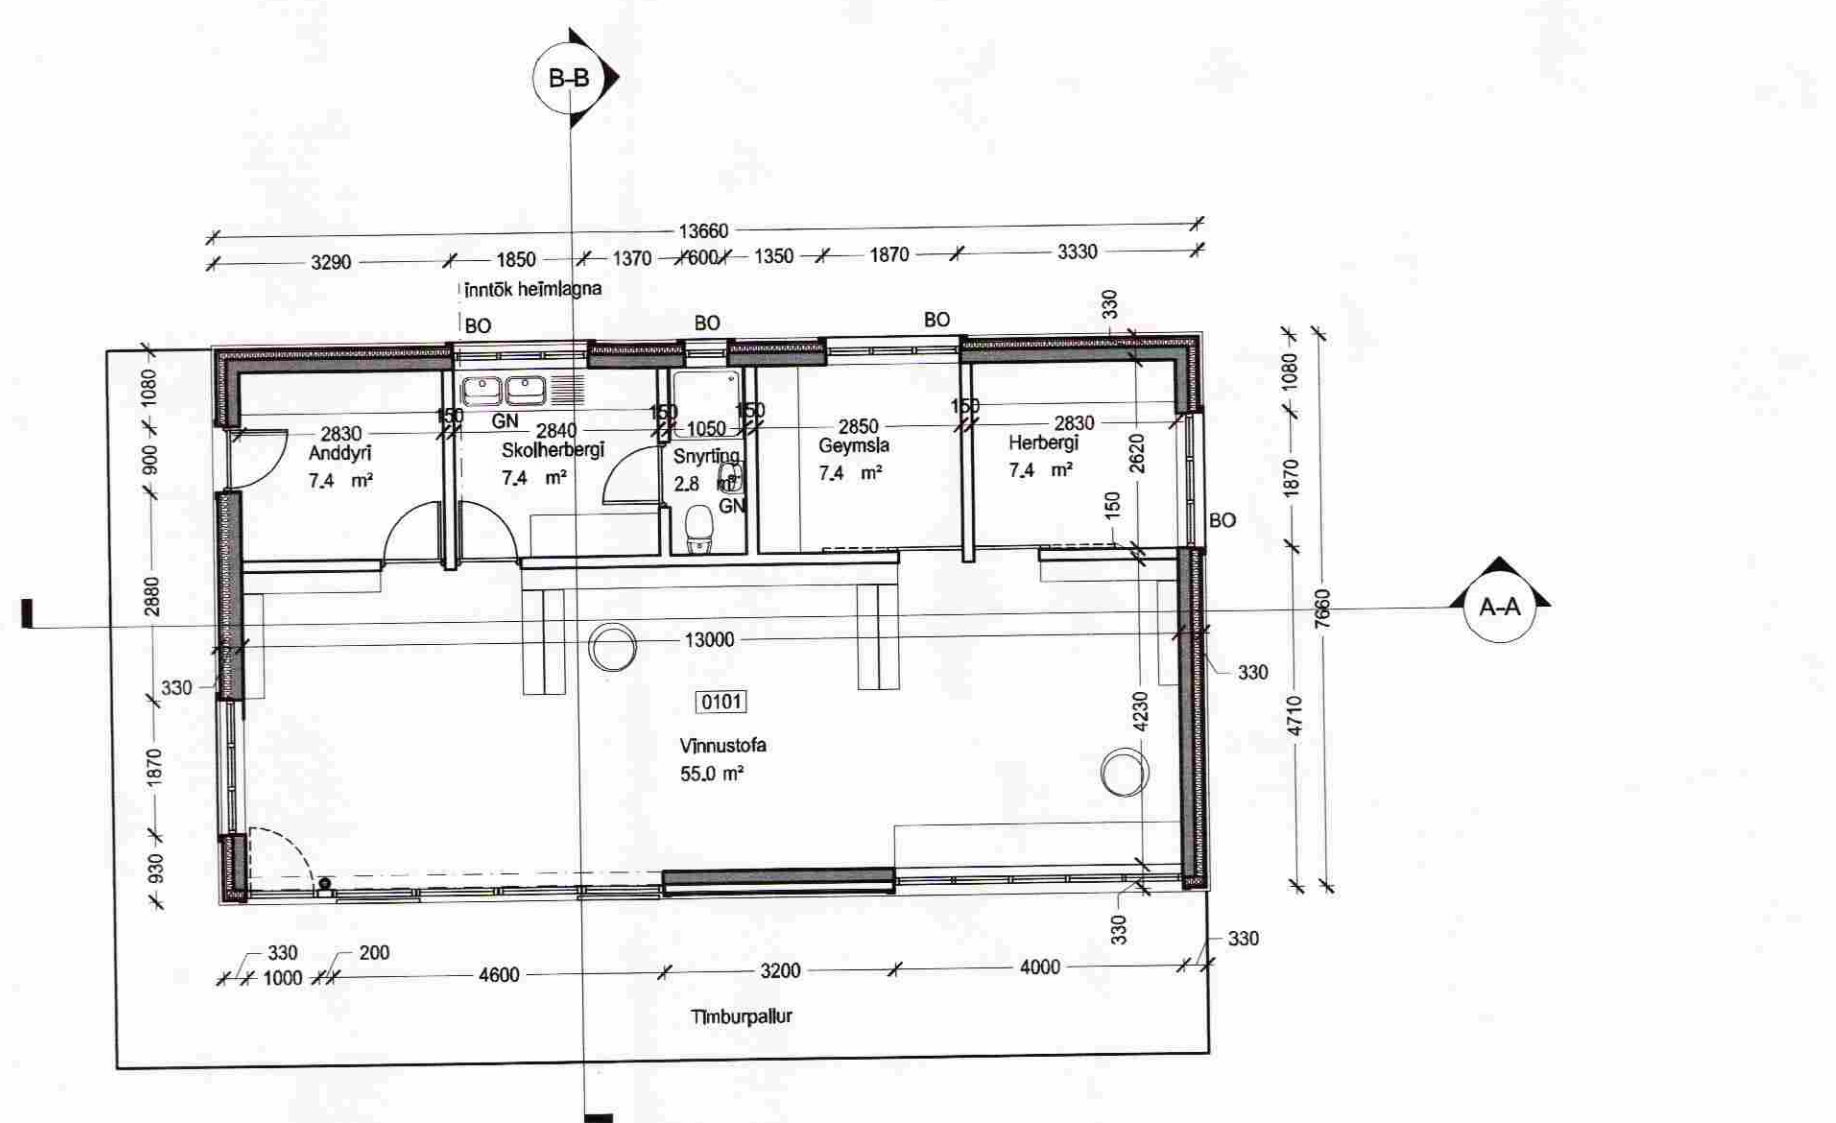 B-B
13660
3290 1850 1370 600 1350 1870 3330
inntök heimlagna
330
BO BO BO
1080 1080
150 150 150 150
GN
2830 2840 1050 2850 2830
Anddyri Skolherbergi Snyrting Geymsla Herbergi
7.4 m² 7.4 m² 2.8 m² 7.4 m² 7.4 m²
900 2620 1870
GN
150
BO
2880
7660
A-A
13000
330 330
0101
4230 4710
Vinnustofa
55.0 m²
1870
930
330
330 200 330
1000 4600 3200 4000
Timburpallur